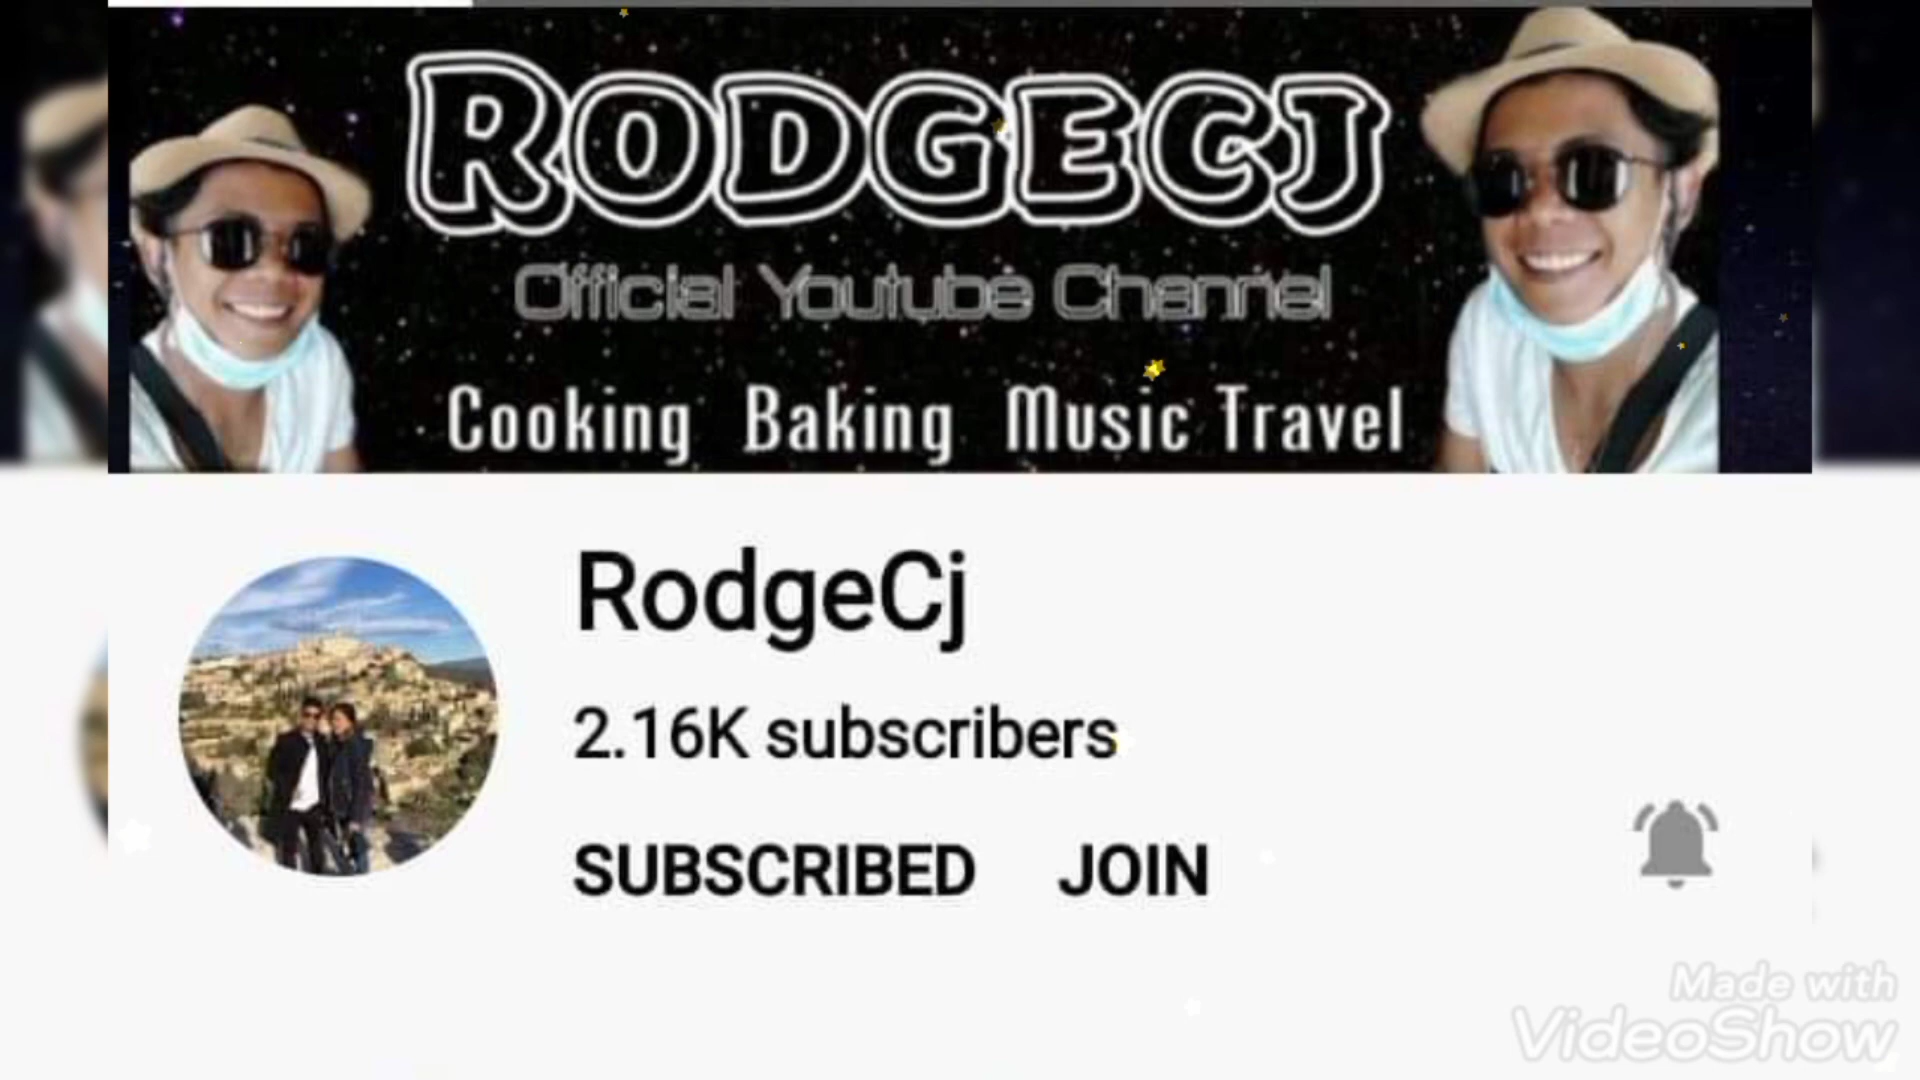 RODGECJ
Official Youtube Channel
Cooking Baking Music Travel
RodgeCj
2.16K subscribers
SUBSCRIBED JOIN
Made with
VideoShow